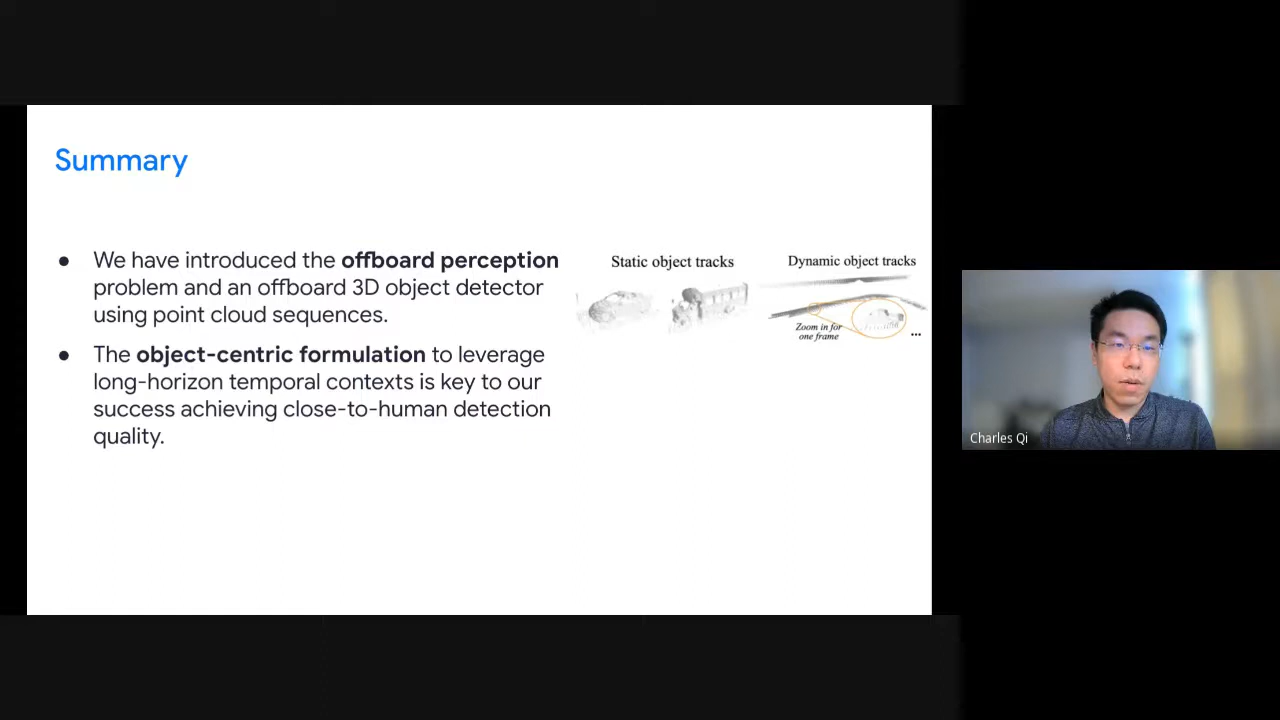 Summary
● We have introduced the offboard perception
problem and an offboard 3D object detector
using point cloud sequences.
● The object-centric formulation to leverage
long-horizon temporal contexts is key to our
success achieving close-to-human detection
quality.
Static object tracks
Dynamic object tracks
Zoom in for
one frame
...
Charles Qi